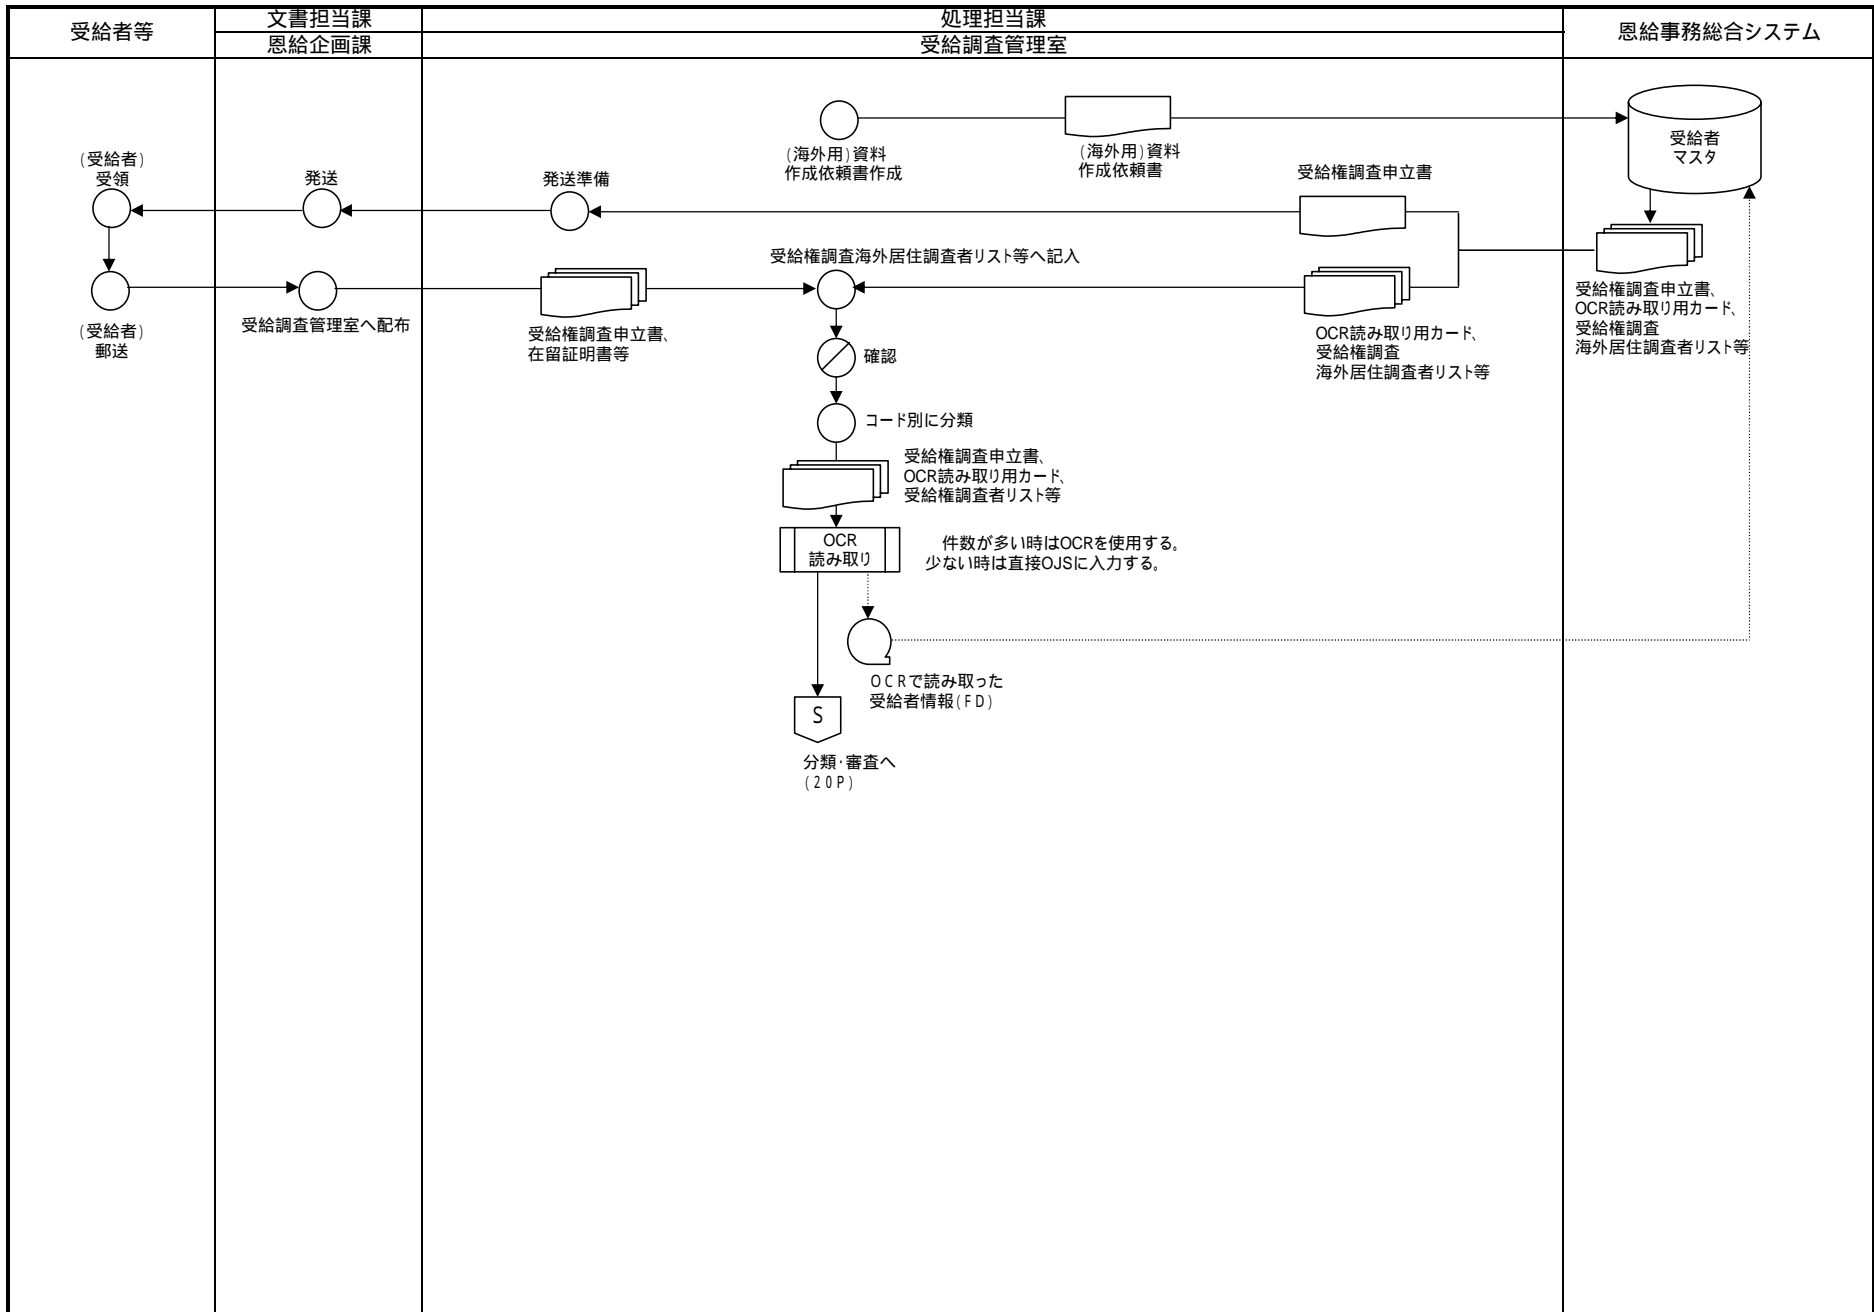 受給者等
文書担当課
恩給企画課
処理担当課
受給調査管理室
恩給事務総合システム
(海外用)資料
作成依頼書作成
(海外用)資料
作成依頼書
受給者
マスタ
(受給者)
受領
発送
発送準備
受給権調査申立書
(受給者)
郵送
受給調査管理室へ配布
受給権調査申立書、
在留証明書等
受給権調査海外居住調査者リスト等へ記入
OCR読み取り用カード、
受給権調査
海外居住調査者リスト等
受給権調査申立書、
OCR読み取り用カード、
受給権調査
海外居住調査者リスト等
確認
コード別に分類
受給権調査申立書、
OCR読み取り用カード、
受給権調査者リスト等
OCR
読み取り
件数が多い時はOCRを使用する。
少ない時は直接OJSに入力する。
OCRで読み取った
受給者情報(FD)
S
分類・審査へ
(20P)